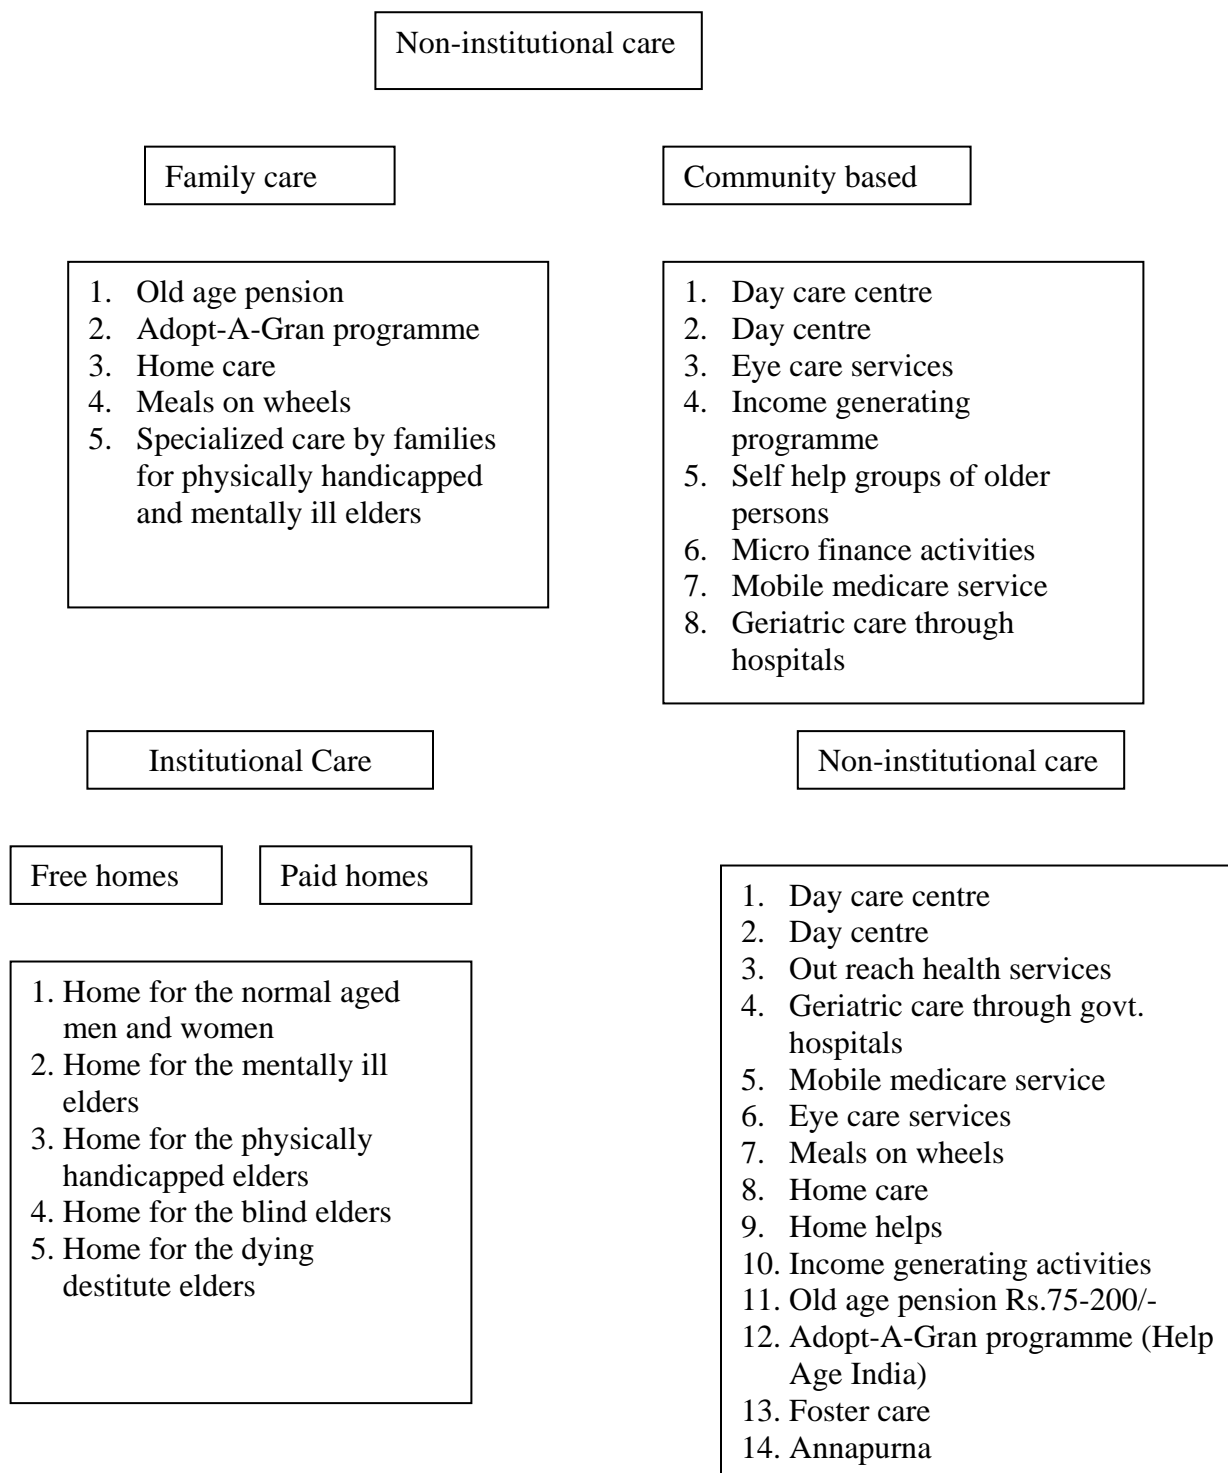 Non-institutional care
Family care
Community based
1. Old age pension
2. Adopt-A-Gran programme
3. Home care
4. Meals on wheels
5. Specialized care by families
for physically handicapped
and mentally ill elders
1. Day care centre
2. Day centre
3. Eye care services
4. Income generating
programme
5. Self help groups of older
persons
6. Micro finance activities
7. Mobile medicare service
8. Geriatric care through
hospitals
Institutional Care
Non-institutional care
Free homes
Paid homes
1. Home for the normal aged
men and women
2. Home for the mentally ill
elders
3. Home for the physically
handicapped elders
4. Home for the blind elders
5. Home for the dying
destitute elders
1. Day care centre
2. Day centre
3. Out reach health services
4. Geriatric care through govt.
hospitals
5. Mobile medicare service
6. Eye care services
7. Meals on wheels
8. Home care
9. Home helps
10. Income generating activities
11. Old age pension Rs.75-200/-
12. Adopt-A-Gran programme (Help
Age India)
13. Foster care
14. Annapurna